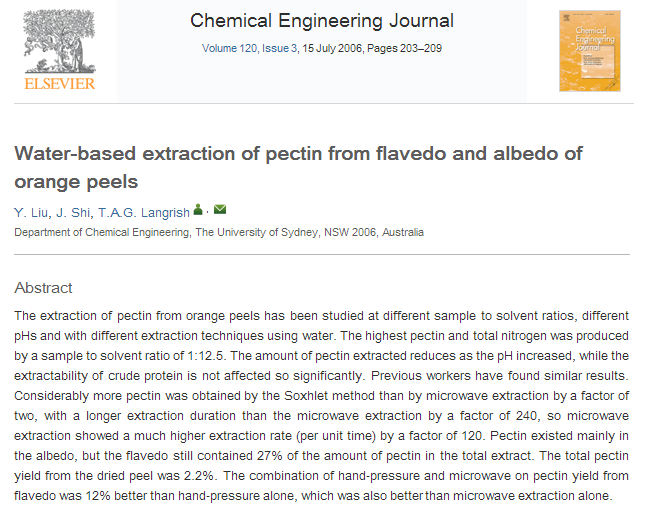 Chemical Engineering Journal
Volume 120, Issue 3, 15 July 2006, Pages 203–209
ELSEVIER
Chemical
Engineering
Journal
Water-based extraction of pectin from flavedo and albedo of
orange peels
Y. Liu, J. Shi, T.A.G. Langrish
Department of Chemical Engineering, The University of Sydney, NSW 2006, Australia
Abstract
The extraction of pectin from orange peels has been studied at different sample to solvent ratios, different
pHs and with different extraction techniques using water. The highest pectin and total nitrogen was produced
by a sample to solvent ratio of 1:12.5. The amount of pectin extracted reduces as the pH increased, while the
extractability of crude protein is not affected so significantly. Previous workers have found similar results.
Considerably more pectin was obtained by the Soxhlet method than by microwave extraction by a factor of
two, with a longer extraction duration than the microwave extraction by a factor of 240, so microwave
extraction showed a much higher extraction rate (per unit time) by a factor of 120. Pectin existed mainly in
the albedo, but the flavedo still contained 27% of the amount of pectin in the total extract. The total pectin
yield from the dried peel was 2.2%. The combination of hand-pressure and microwave on pectin yield from
flavedo was 12% better than hand-pressure alone, which was also better than microwave extraction alone.